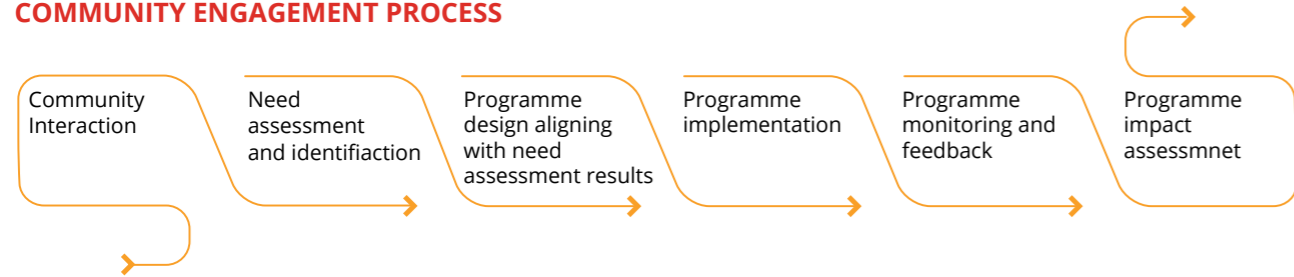 COMMUNITY ENGAGEMENT PROCESS
Community
Interaction
Need
assessment
and identifiaction
Programme
design aligning
with need
assessment results
Programme
implementation
Programme
monitoring and
feedback
Programme
impact
assessmnet